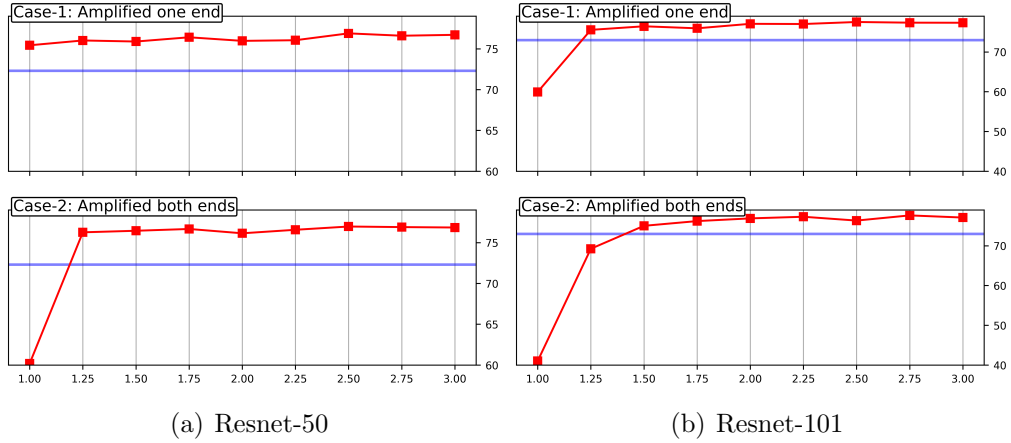 Case-1: Amplified one end
75
70
65
60
Case-2: Amplified both ends
75
70
65
60
1.00 1.25 1.50 1.75 2.00 2.25 2.50 2.75 3.00
(a) Resnet-50
Case-1: Amplified one end
70
60
50
40
Case-2: Amplified both ends
70
60
50
40
1.00 1.25 1.50 1.75 2.00 2.25 2.50 2.75 3.00
(b) Resnet-101